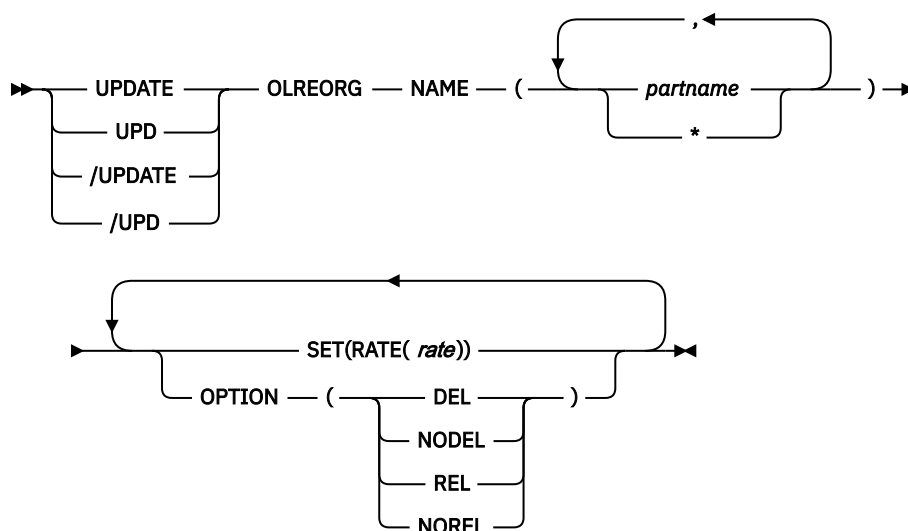 ,
UPDATE OLREORG NAME ( partname )
UPD *
/UPDATE
/UPD
SET(RATE( rate))
OPTION ( DEL )
NODEL
REL
NOREL